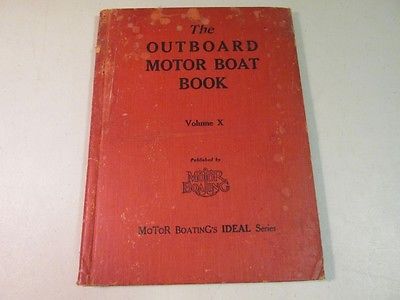 The
OUTBOARD
MOTOR BOAT
BOOK
Volume X
Published by
MOTOR
BOATING
MOTOR BOATING'S IDEAL Series